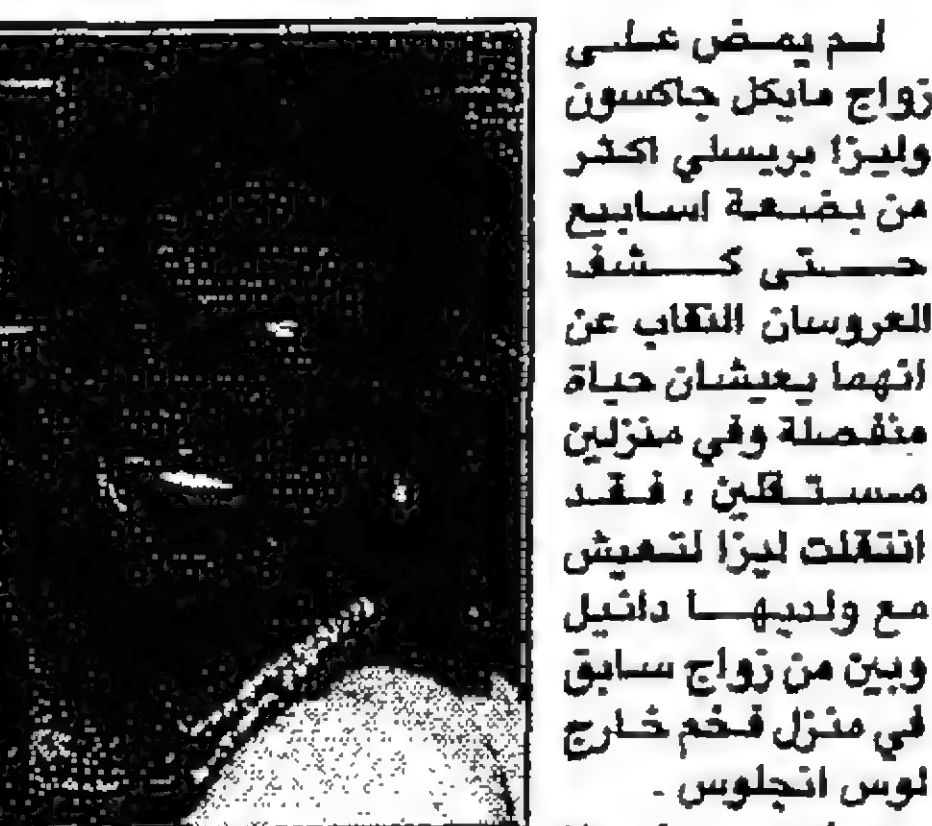 لم يمض على
زواج مايكل جاكسون
وليزا بريسلي اكثر
من بضعة اسابيع
حتى كشف
العروسان النقاب عن
انهما يعيشان حياة
منفصلة وفي منزلين
مستقلين ، فقد
انتقلت ليزا لتعيش
مع ولديها دانيل
وبين من زواج سابق
في منزل فخم خارج
لوس انجلوس .